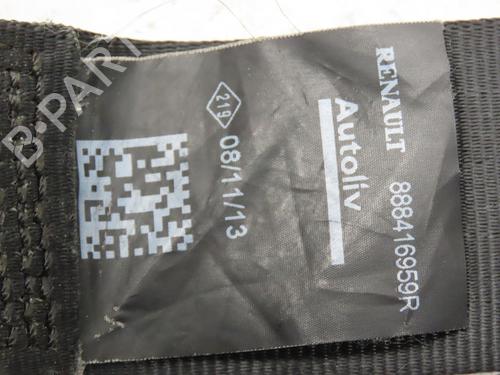 RENAULT 888416959R
Autoliv
219 08/11/13
B-PARTS